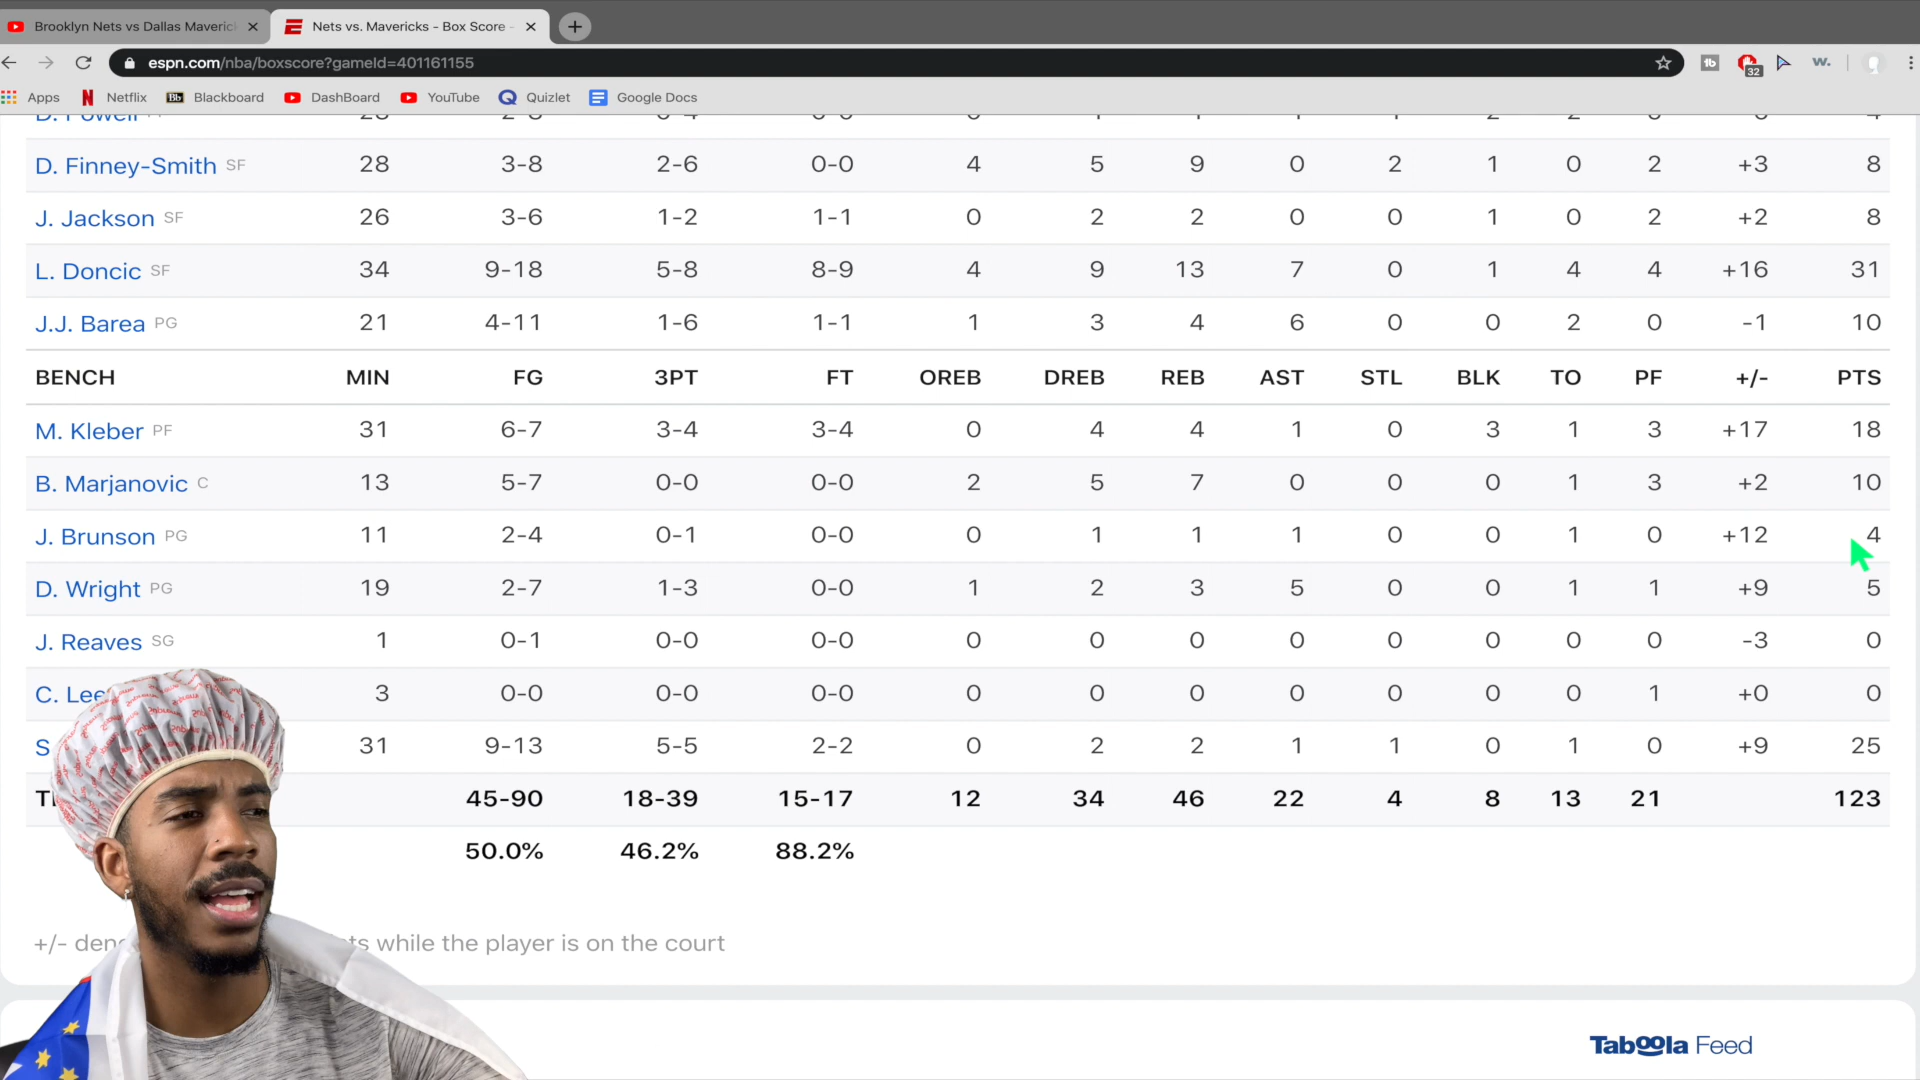 Brooklyn Nets vs Dallas Maveric
Nets vs. Mavericks - Box Score -
espn.com/nba/boxscore?gameId=401161155
32
W.
Apps Netflix Bb Blackboard DashBoard YouTube Quizlet Google Docs
D. Powell
D. Finney-Smith SF 28 3-8 2-6 0-0 4 5 9 0 2 1 0 2 +3 8
J. Jackson SF 26 3-6 1-2 1-1 0 2 2 0 0 1 0 2 +2 8
L. Doncic SF 34 9-18 5-8 8-9 4 9 13 7 0 1 4 4 +16 31
J.J. Barea PG 21 4-11 1-6 1-1 1 3 4 6 0 0 2 0 -1 10
BENCH MIN FG 3PT FT OREB DREB REB AST STL BLK TO PF +/- PTS
M. Kleber PF 31 6-7 3-4 3-4 0 4 4 1 0 3 1 3 +17 18
B. Marjanovic C 13 5-7 0-0 0-0 2 5 7 0 0 0 1 3 +2 10
J. Brunson PG 11 2-4 0-1 0-0 0 1 1 1 0 0 1 0 +12 4
D. Wright PG 19 2-7 1-3 0-0 1 2 3 5 0 0 1 1 +9 5
J. Reaves SG 1 0-1 0-0 0-0 0 0 0 0 0 0 0 0 -3 0
C. Lee 3 0-0 0-0 0-0 0 0 0 0 0 0 0 1 +0 0
S 31 9-13 5-5 2-2 0 2 2 1 1 0 1 0 +9 25
45-90 18-39 15-17 12 34 46 22 4 8 13 21 123
50.0% 46.2% 88.2%
+/- while the player is on the court
Taboola Feed